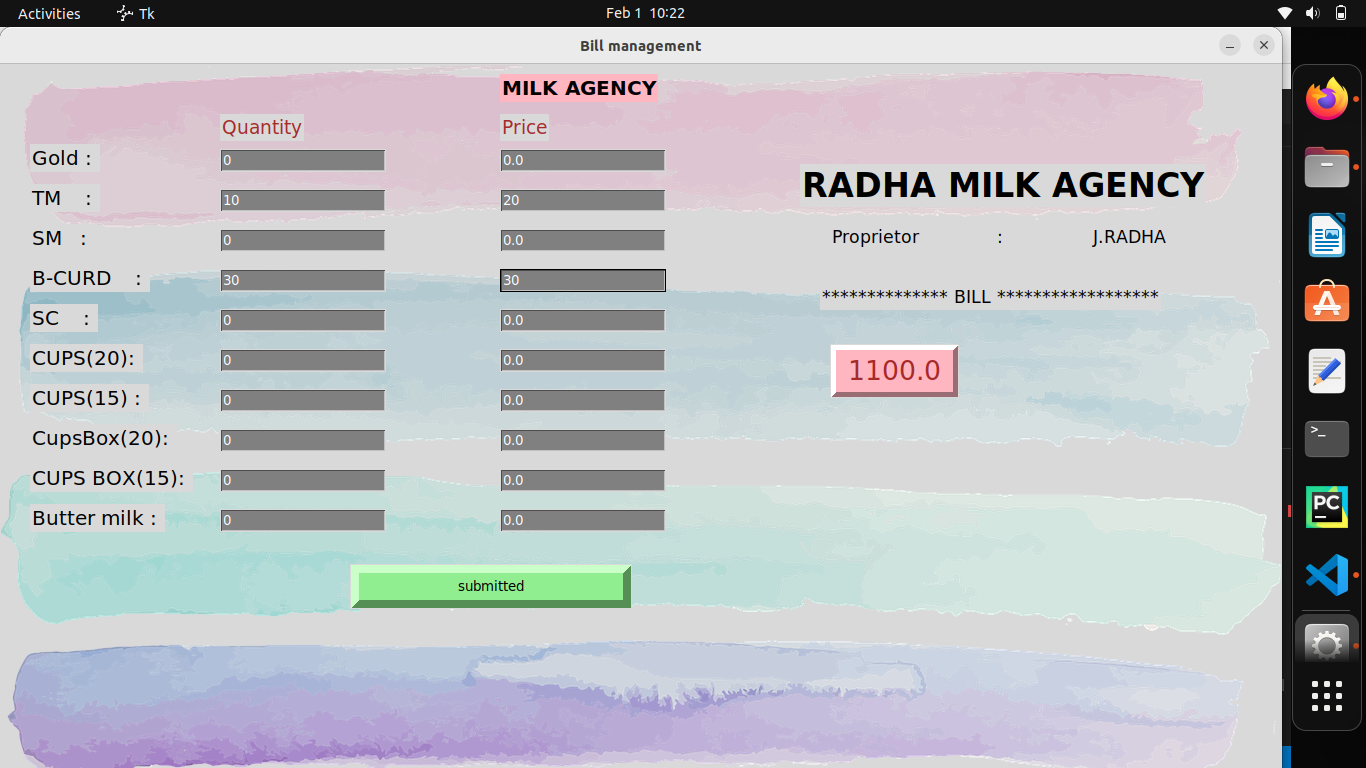 Activities Tk Feb 1 10:22
Bill management
MILK AGENCY
Quantity Price
Gold : 0 0.0
TM : 10 20
SM : 0 0.0
B-CURD : 30 30
SC : 0 0.0
CUPS(20): 0 0.0
CUPS(15) : 0 0.0
CupsBox(20): 0 0.0
CUPS BOX(15): 0 0.0
Butter milk : 0 0.0
submitted
RADHA MILK AGENCY
Proprietor : J.RADHA
************** BILL ******************
1100.0
A
>_
PC